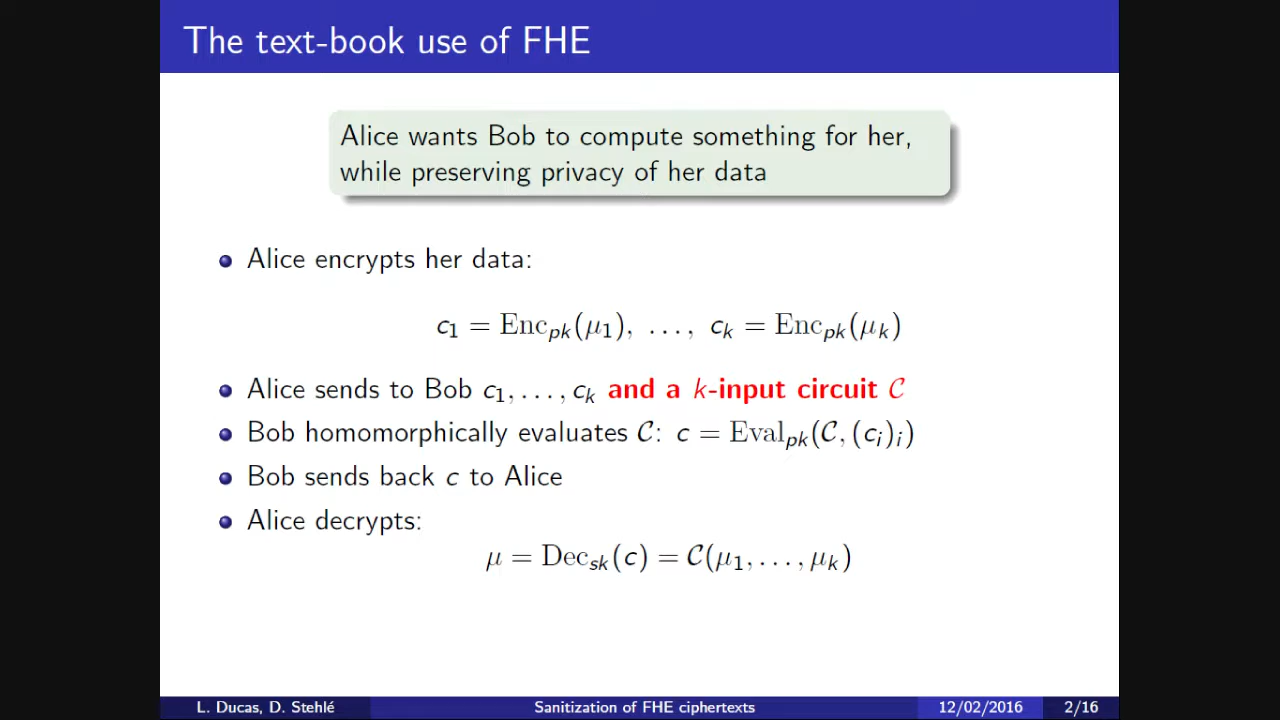 The text-book use of FHE
Alice wants Bob to compute something for her,
while preserving privacy of her data
Alice encrypts her data:
c₁ = Enc_pk(μ₁), ..., c_k = Enc_pk(μ_k)
Alice sends to Bob c₁, ..., c_k and a k-input circuit 𝒞
Bob homomorphically evaluates 𝒞: c = Eval_pk(𝒞, (c_i)_i)
Bob sends back c to Alice
Alice decrypts:
μ = Dec_sk(c) = 𝒞(μ₁, ..., μ_k)
L. Ducas, D. Stehlé Sanitization of FHE ciphertexts 12/02/2016 2/16